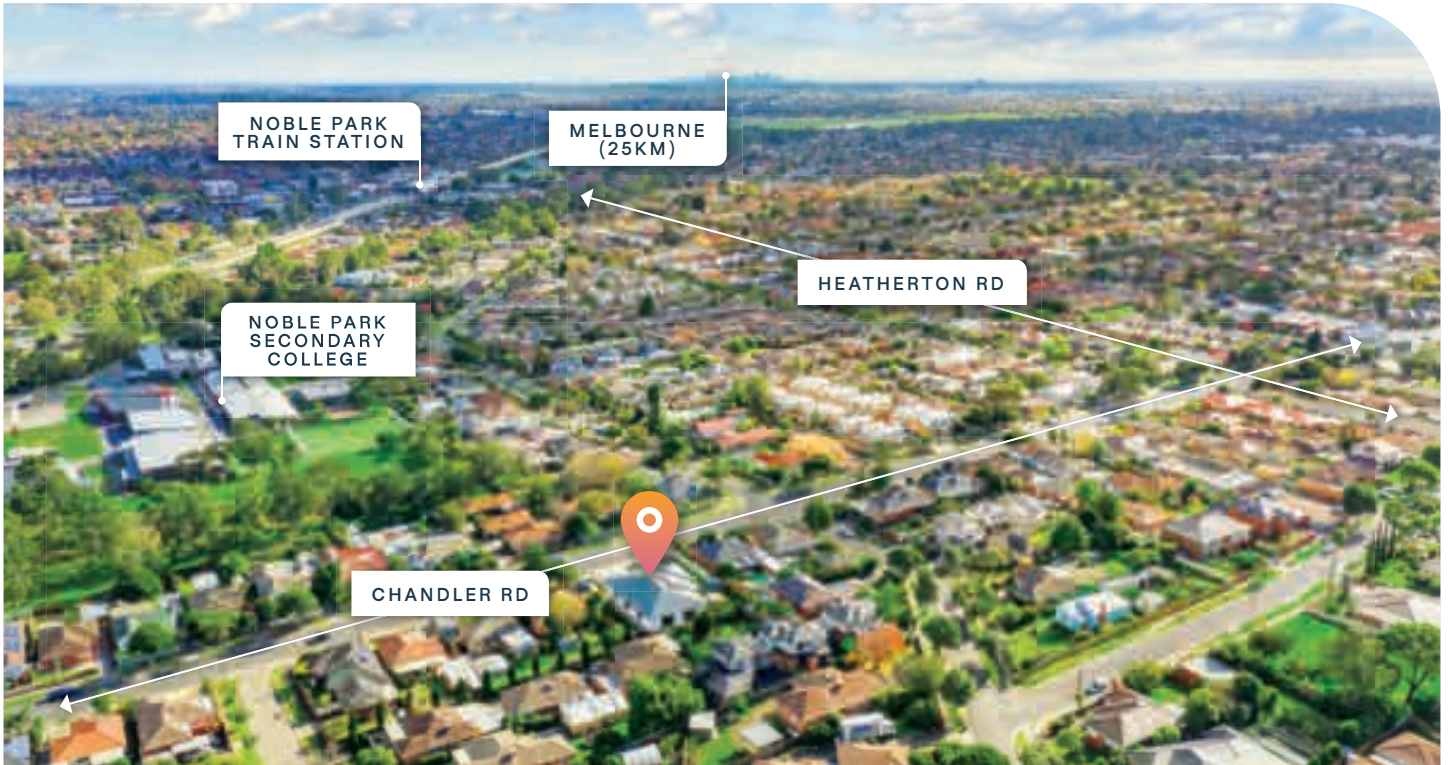 NOBLE PARK
TRAIN STATION
MELBOURNE
(25KM)
HEATHERTON RD
NOBLE PARK
SECONDARY
COLLEGE
CHANDLER RD